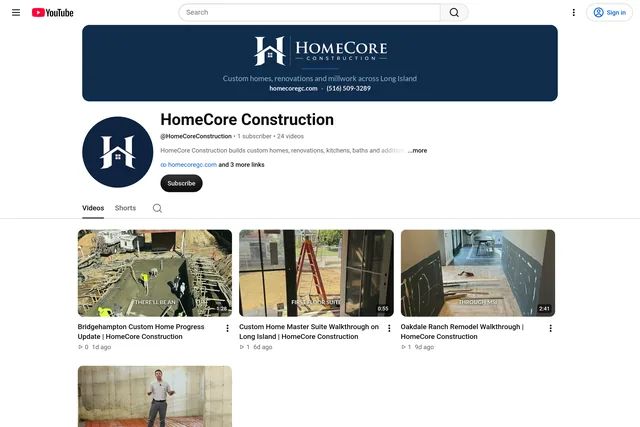 YouTube
Search
Sign in
HOMECORE
CONSTRUCTION
Custom homes, renovations and millwork across Long Island
homecoregc.com · (516) 509-3289
HomeCore Construction
@HomeCoreConstruction • 1 subscriber • 24 videos
HomeCore Construction builds custom homes, renovations, kitchens, baths and ...more
homecoregc.com and 3 more links
Subscribe
Videos
Shorts
THERE'LL BE AN
1:28
FIRST FLOOR SUITE
0:55
THROUGH MSI
2:41
Bridgehampton Custom Home Progress
Update | HomeCore Construction
0 1d ago
Custom Home Master Suite Walkthrough on
Long Island | HomeCore Construction
1 6d ago
Oakdale Ranch Remodel Walkthrough |
HomeCore Construction
1 9d ago